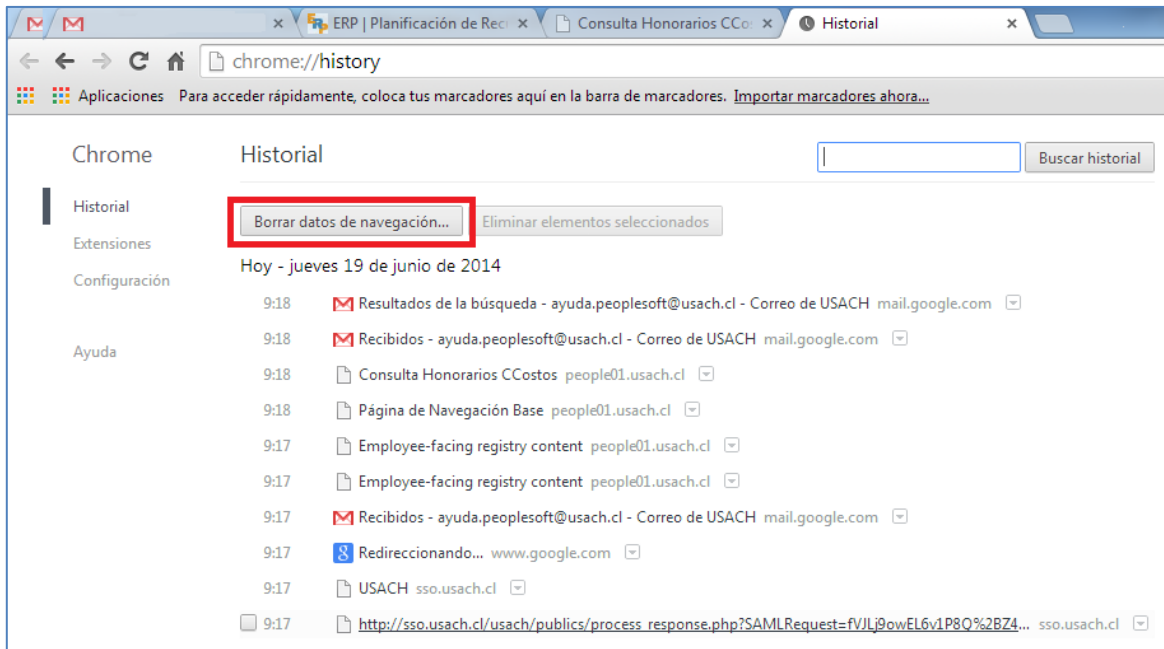 ERP | Planificación de Rec
Consulta Honorarios CCo
Historial
chrome://history
Aplicaciones Para acceder rápidamente, coloca tus marcadores aquí en la barra de marcadores. Importar marcadores ahora...
Chrome
Historial
Buscar historial
Historial
Borrar datos de navegación...
Eliminar elementos seleccionados
Extensiones
Configuración
Ayuda
Hoy - jueves 19 de junio de 2014
9:18 Resultados de la búsqueda - ayuda.peoplesoft@usach.cl - Correo de USACH mail.google.com
9:18 Recibidos - ayuda.peoplesoft@usach.cl - Correo de USACH mail.google.com
9:18 Consulta Honorarios CCostos people01.usach.cl
9:18 Página de Navegación Base people01.usach.cl
9:17 Employee-facing registry content people01.usach.cl
9:17 Employee-facing registry content people01.usach.cl
9:17 Recibidos - ayuda.peoplesoft@usach.cl - Correo de USACH mail.google.com
9:17 Redireccionando... www.google.com
9:17 USACH sso.usach.cl
9:17 http://sso.usach.cl/usach/publics/process_response.php?SAMLRequest=fVJLj9owEL6v1P8Q%2BZ4... sso.usach.cl